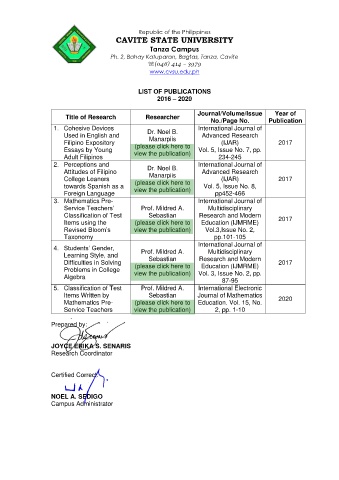 Republic of the Philippines
CAVITE STATE UNIVERSITY
Tanza Campus
Ph. 2, Bahay Katuparan, Bagtas, Tanza, Cavite
Tel (046) 414 – 3979
www.cvsu.edu.ph
LIST OF PUBLICATIONS
2016 – 2020
Title of Research
Researcher
Journal/Volume/Issue
No./Page No.
Year of
Publication
1. Cohesive Devices
Used in English and
Filipino Expository
Essays by Young
Adult Filipinos
Dr. Noel B.
Manarpiis
(please click here to
view the publication)
International Journal of
Advanced Research
(IJAR)
Vol. 5, Issue No. 7, pp.
234-245
2017
2. Perceptions and
Attitudes of Filipino
College Leaners
towards Spanish as a
Foreign Language
Dr. Noel B.
Manarpiis
(please click here to
view the publication)
International Journal of
Advanced Research
(IJAR)
Vol. 5, Issue No. 8,
pp452-466
2017
3. Mathematics Pre-
Service Teachers'
Classification of Test
Items using the
Revised Bloom's
Taxonomy
Prof. Mildred A.
Sebastian
(please click here to
view the publication)
International Journal of
Multidisciplinary
Research and Modern
Education (IJMRME)
Vol.3,Issue No. 2,
pp.101-105
2017
4. Students' Gender,
Learning Style, and
Difficulties in Solving
Problems in College
Algebra
Prof. Mildred A.
Sebastian
(please click here to
view the publication)
International Journal of
Multidisciplinary
Research and Modern
Education (IJMRME)
Vol. 3, Issue No. 2, pp.
87-95
2017
5. Classification of Test
Items Written by
Mathematics Pre-
Service Teachers
Prof. Mildred A.
Sebastian
(please click here to
view the publication)
International Electronic
Journal of Mathematics
Education. Vol. 15, No.
2, pp. 1-10
2020
Prepared by:
JOYCE ERIKA S. SENARIS
Research Coordinator
Certified Correct:
NOEL A. SEDIGO
Campus Administrator